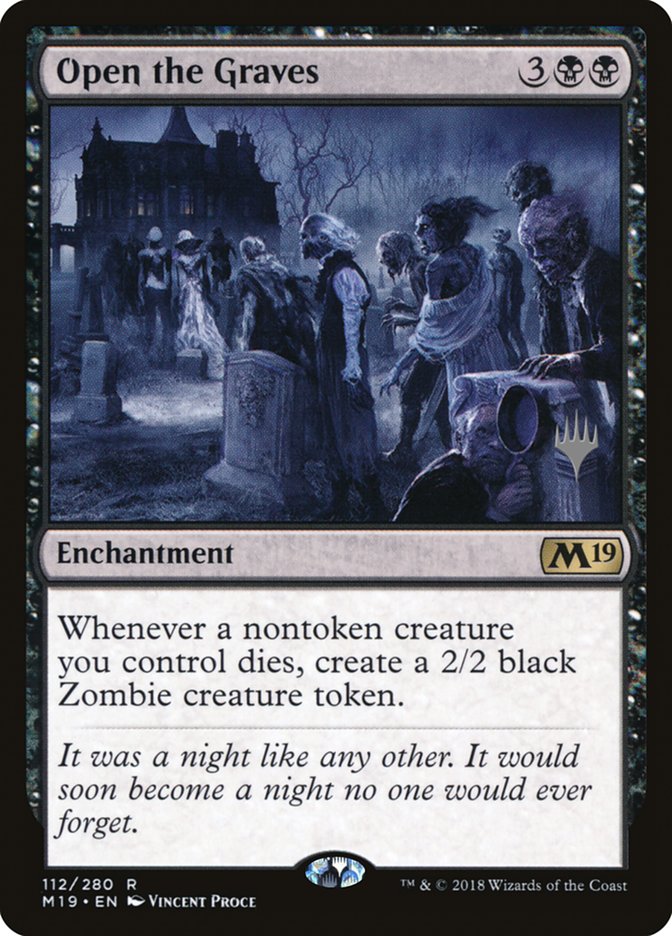 Open the Graves 3
Enchantment M19
Whenever a nontoken creature
you control dies, create a 2/2 black
Zombie creature token.
It was a night like any other. It would
soon become a night no one would ever
forget.
112/280 R ™ & © 2018 Wizards of the Coast
M19 • EN VINCENT PROCE